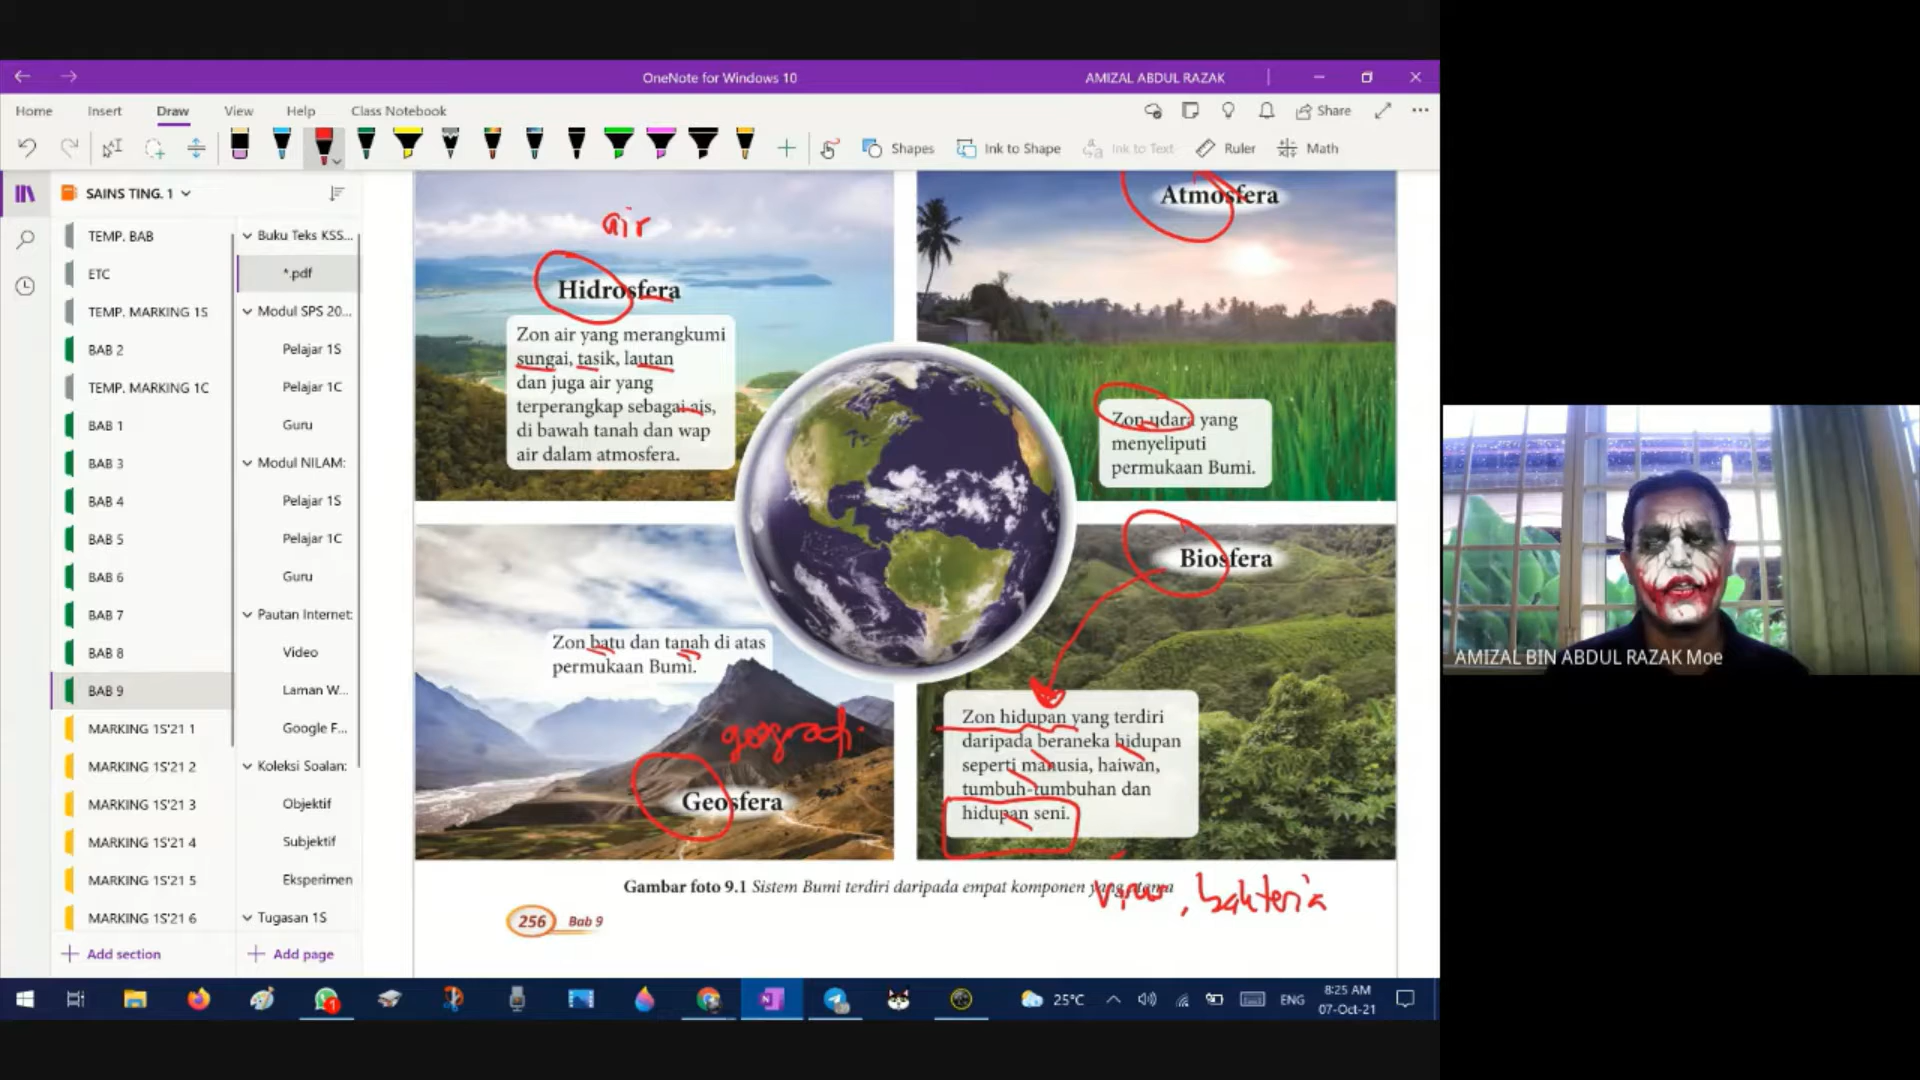 OneNote for Windows 10
AMIZAL ABDUL RAZAK
Home Insert Draw View Help Class Notebook
Share
Shapes Ink to Shape Ink to Text Ruler Math
SAINS TING. 1
TEMP. BAB
ETC
TEMP. MARKING 1S
BAB 2
TEMP. MARKING 1C
BAB 1
BAB 3
BAB 4
BAB 5
BAB 6
BAB 7
BAB 8
BAB 9
MARKING 1S'21 1
MARKING 1S'21 2
MARKING 1S'21 3
MARKING 1S'21 4
MARKING 1S'21 5
MARKING 1S'21 6
Add section
Buku Teks KSS...
*.pdf
Modul SPS 20...
Pelajar 1S
Pelajar 1C
Guru
Modul NILAM:
Pelajar 1S
Pelajar 1C
Guru
Pautan Internet:
Video
Laman W...
Google F...
Koleksi Soalan:
Objektif
Subjektif
Eksperimen
Tugasan 1S
Add page
air
Hidrosfera
Zon air yang merangkumi
sungai, tasik, lautan
dan juga air yang
terperangkap sebagai ais,
di bawah tanah dan wap
air dalam atmosfera.
Atmosfera
Zon udara yang
menyeliputi
permukaan Bumi.
Zon batu dan tanah di atas
permukaan Bumi.
geografi
Geosfera
Biosfera
Zon hidupan yang terdiri
daripada beraneka hidupan
seperti manusia, haiwan,
tumbuh-tumbuhan dan
hidupan seni.
Gambar foto 9.1 Sistem Bumi terdiri daripada empat komponen yang utama
virus, bakteria
256 Bab 9
AMIZAL BIN ABDUL RAZAK Moe
1
25°C
ENG
8:25 AM
07-Oct-21